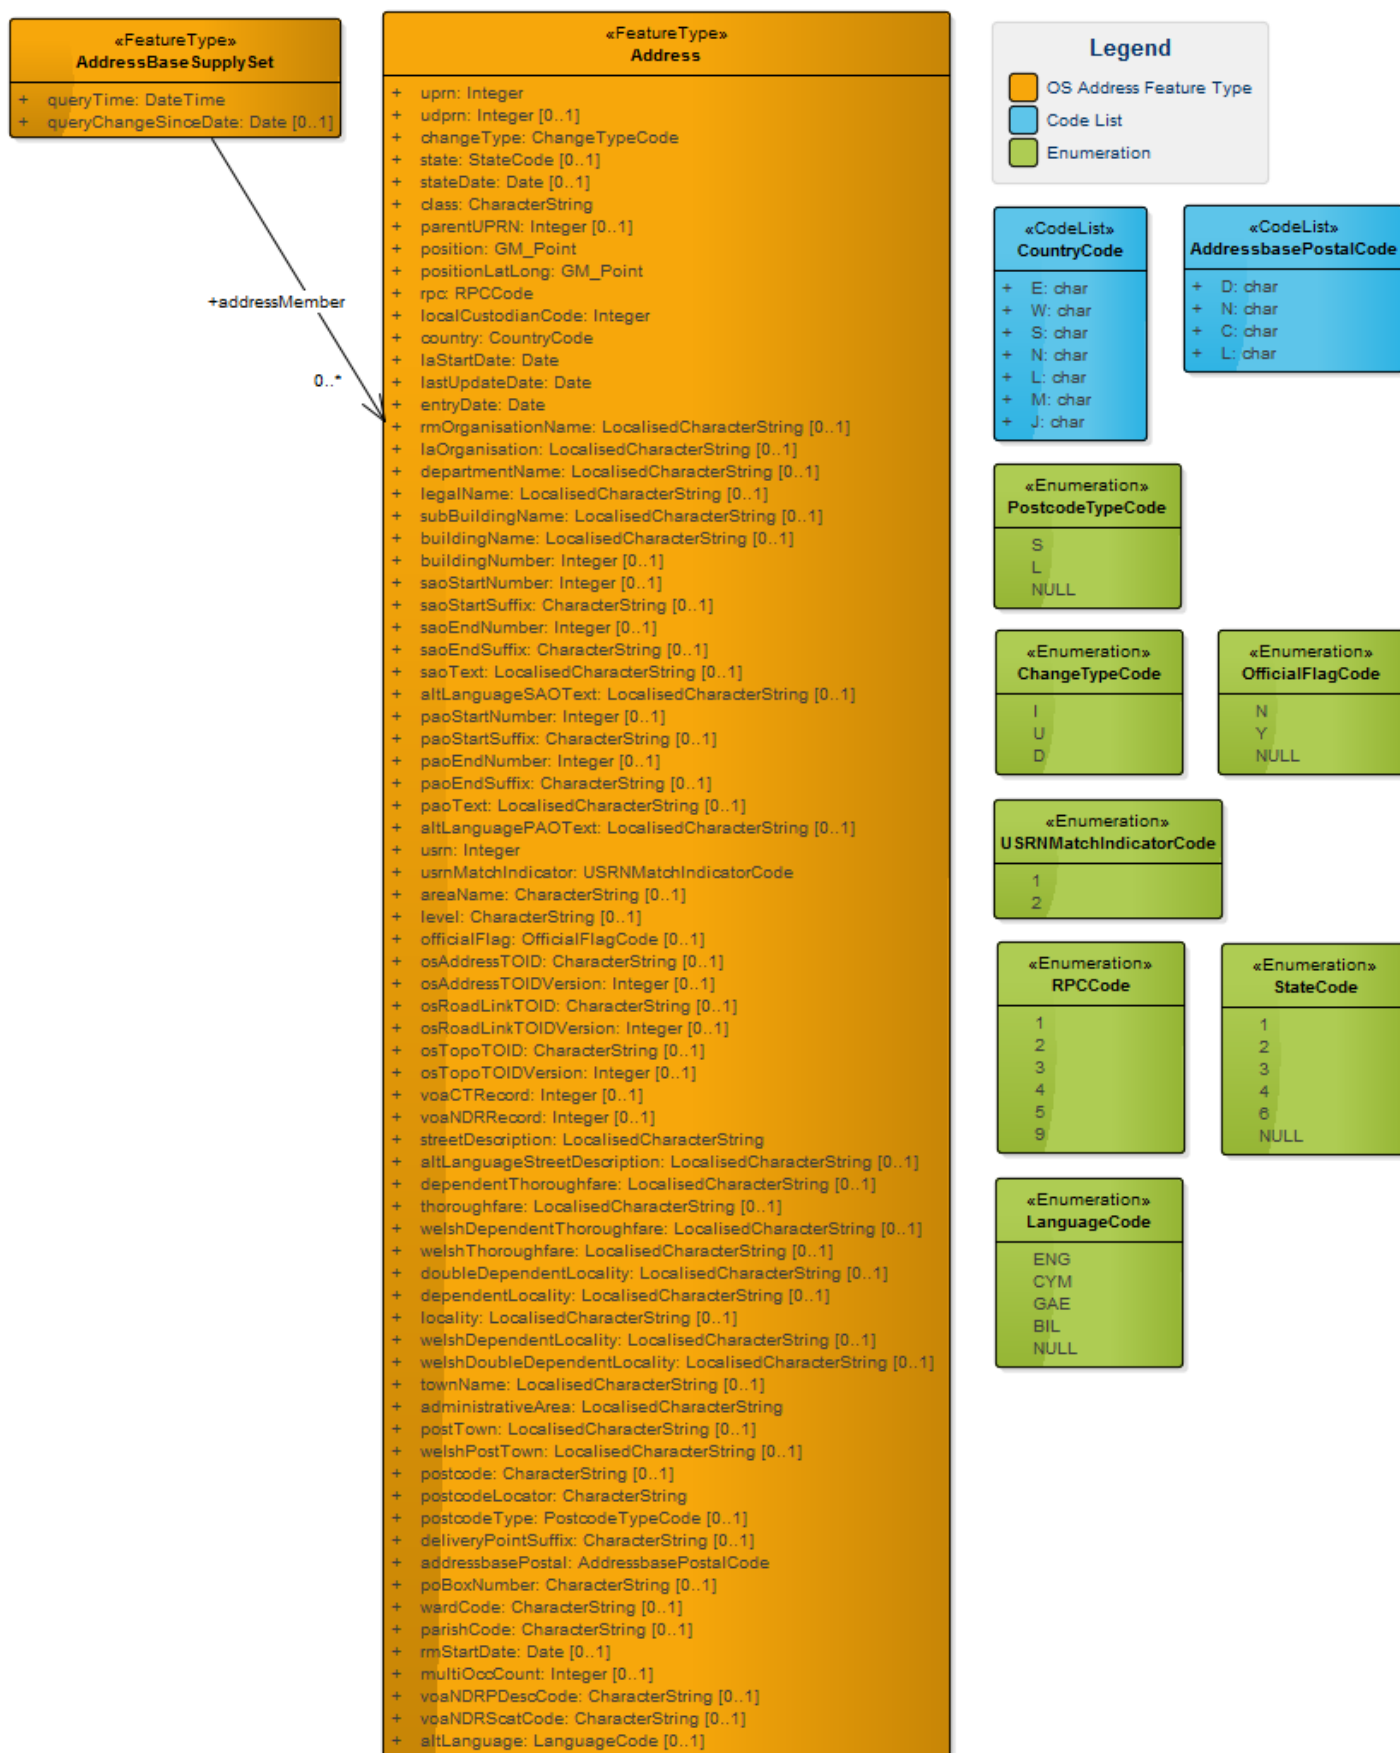 «FeatureType»
AddressBaseSupplySet
+ queryTime: DateTime
+ queryChangeSinceDate: Date [0..1]
+addressMember
0..*
«FeatureType»
Address
+ uprn: Integer
+ udprn: Integer [0..1]
+ changeType: ChangeTypeCode
+ state: StateCode [0..1]
+ stateDate: Date [0..1]
+ class: CharacterString
+ parentUPRN: Integer [0..1]
+ position: GM_Point
+ positionLatLong: GM_Point
+ rpc: RPCCode
+ localCustodianCode: Integer
+ country: CountryCode
+ laStartDate: Date
+ lastUpdateDate: Date
+ entryDate: Date
+ rmOrganisationName: LocalisedCharacterString [0..1]
+ laOrganisation: LocalisedCharacterString [0..1]
+ departmentName: LocalisedCharacterString [0..1]
+ legalName: LocalisedCharacterString [0..1]
+ subBuildingName: LocalisedCharacterString [0..1]
+ buildingName: LocalisedCharacterString [0..1]
+ buildingNumber: Integer [0..1]
+ saoStartNumber: Integer [0..1]
+ saoStartSuffix: CharacterString [0..1]
+ saoEndNumber: Integer [0..1]
+ saoEndSuffix: CharacterString [0..1]
+ saoText: LocalisedCharacterString [0..1]
+ altLanguageSAOText: LocalisedCharacterString [0..1]
+ paoStartNumber: Integer [0..1]
+ paoStartSuffix: CharacterString [0..1]
+ paoEndNumber: Integer [0..1]
+ paoEndSuffix: CharacterString [0..1]
+ paoText: LocalisedCharacterString [0..1]
+ altLanguagePAOText: LocalisedCharacterString [0..1]
+ usrn: Integer
+ usrnMatchIndicator: USRNMatchIndicatorCode
+ areaName: CharacterString [0..1]
+ level: CharacterString [0..1]
+ officialFlag: OfficialFlagCode [0..1]
+ osAddressTOID: CharacterString [0..1]
+ osAddressTOIDVersion: Integer [0..1]
+ osRoadLinkTOID: CharacterString [0..1]
+ osRoadLinkTOIDVersion: Integer [0..1]
+ osTopoTOID: CharacterString [0..1]
+ osTopoTOIDVersion: Integer [0..1]
+ voaCTRecord: Integer [0..1]
+ voaNDRRecord: Integer [0..1]
+ streetDescription: LocalisedCharacterString
+ altLanguageStreetDescription: LocalisedCharacterString [0..1]
+ dependentThoroughfare: LocalisedCharacterString [0..1]
+ thoroughfare: LocalisedCharacterString [0..1]
+ welshDependentThoroughfare: LocalisedCharacterString [0..1]
+ welshThoroughfare: LocalisedCharacterString [0..1]
+ doubleDependentLocality: LocalisedCharacterString [0..1]
+ dependentLocality: LocalisedCharacterString [0..1]
+ locality: LocalisedCharacterString [0..1]
+ welshDependentLocality: LocalisedCharacterString [0..1]
+ welshDoubleDependentLocality: LocalisedCharacterString [0..1]
+ townName: LocalisedCharacterString [0..1]
+ administrativeArea: LocalisedCharacterString
+ postTown: LocalisedCharacterString [0..1]
+ welshPostTown: LocalisedCharacterString [0..1]
+ postcode: CharacterString [0..1]
+ postcodeLocator: CharacterString
+ postcodeType: PostcodeTypeCode [0..1]
+ deliveryPointSuffix: CharacterString [0..1]
+ addressbasePostal: AddressbasePostalCode
+ poBoxNumber: CharacterString [0..1]
+ wardCode: CharacterString [0..1]
+ parishCode: CharacterString [0..1]
+ rmStartDate: Date [0..1]
+ multiOccCount: Integer [0..1]
+ voaNDRPDescCode: CharacterString [0..1]
+ voaNDRScatCode: CharacterString [0..1]
+ altLanguage: LanguageCode [0..1]
Legend
OS Address Feature Type
Code List
Enumeration
«CodeList»
CountryCode
+ E: char
+ W: char
+ S: char
+ N: char
+ L: char
+ M: char
+ J: char
«CodeList»
AddressbasePostalCode
+ D: char
+ N: char
+ C: char
+ L: char
«Enumeration»
PostcodeTypeCode
S
L
NULL
«Enumeration»
ChangeTypeCode
I
U
D
«Enumeration»
OfficialFlagCode
N
Y
NULL
«Enumeration»
USRNMatchIndicatorCode
1
2
«Enumeration»
RPCCode
1
2
3
4
5
9
«Enumeration»
StateCode
1
2
3
4
6
NULL
«Enumeration»
LanguageCode
ENG
CYM
GAE
BIL
NULL